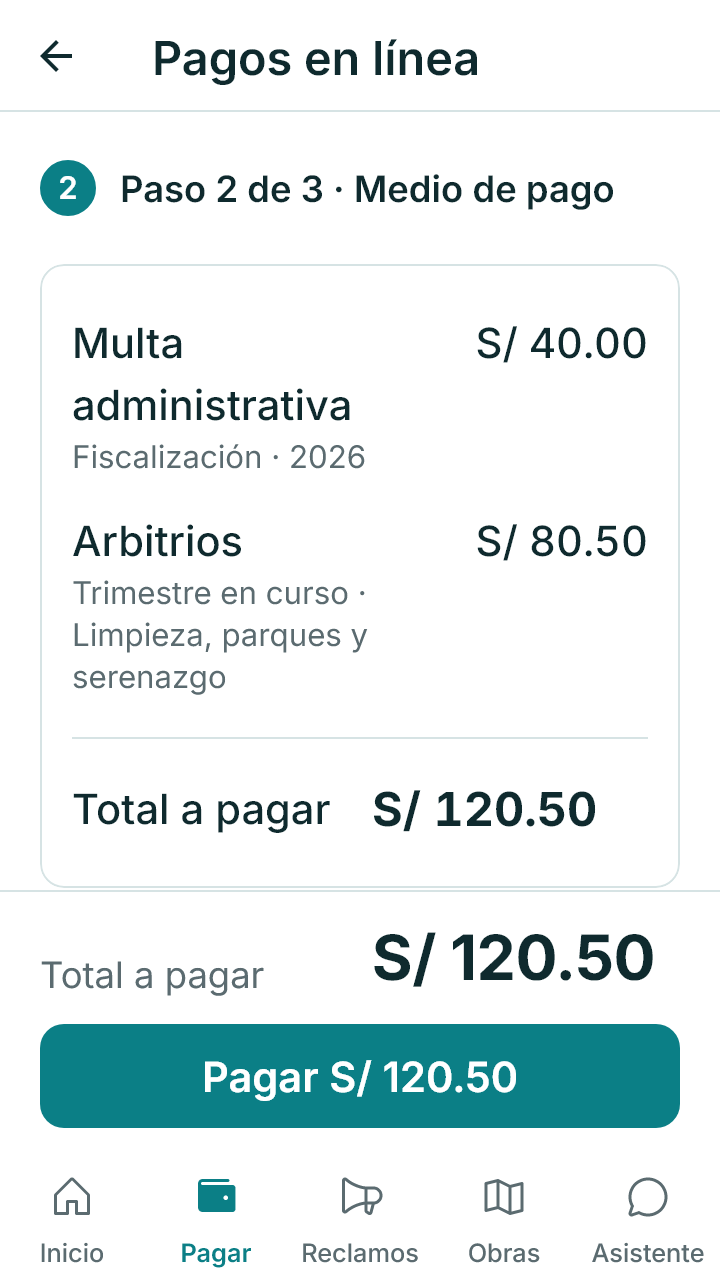 Pagos en línea
2
Paso 2 de 3 · Medio de pago
Multa administrativa S/ 40.00
Fiscalización · 2026
Arbitrios S/ 80.50
Trimestre en curso ·
Limpieza, parques y
serenazgo
Total a pagar S/ 120.50
Total a pagar S/ 120.50
Pagar S/ 120.50
Inicio Pagar Reclamos Obras Asistente